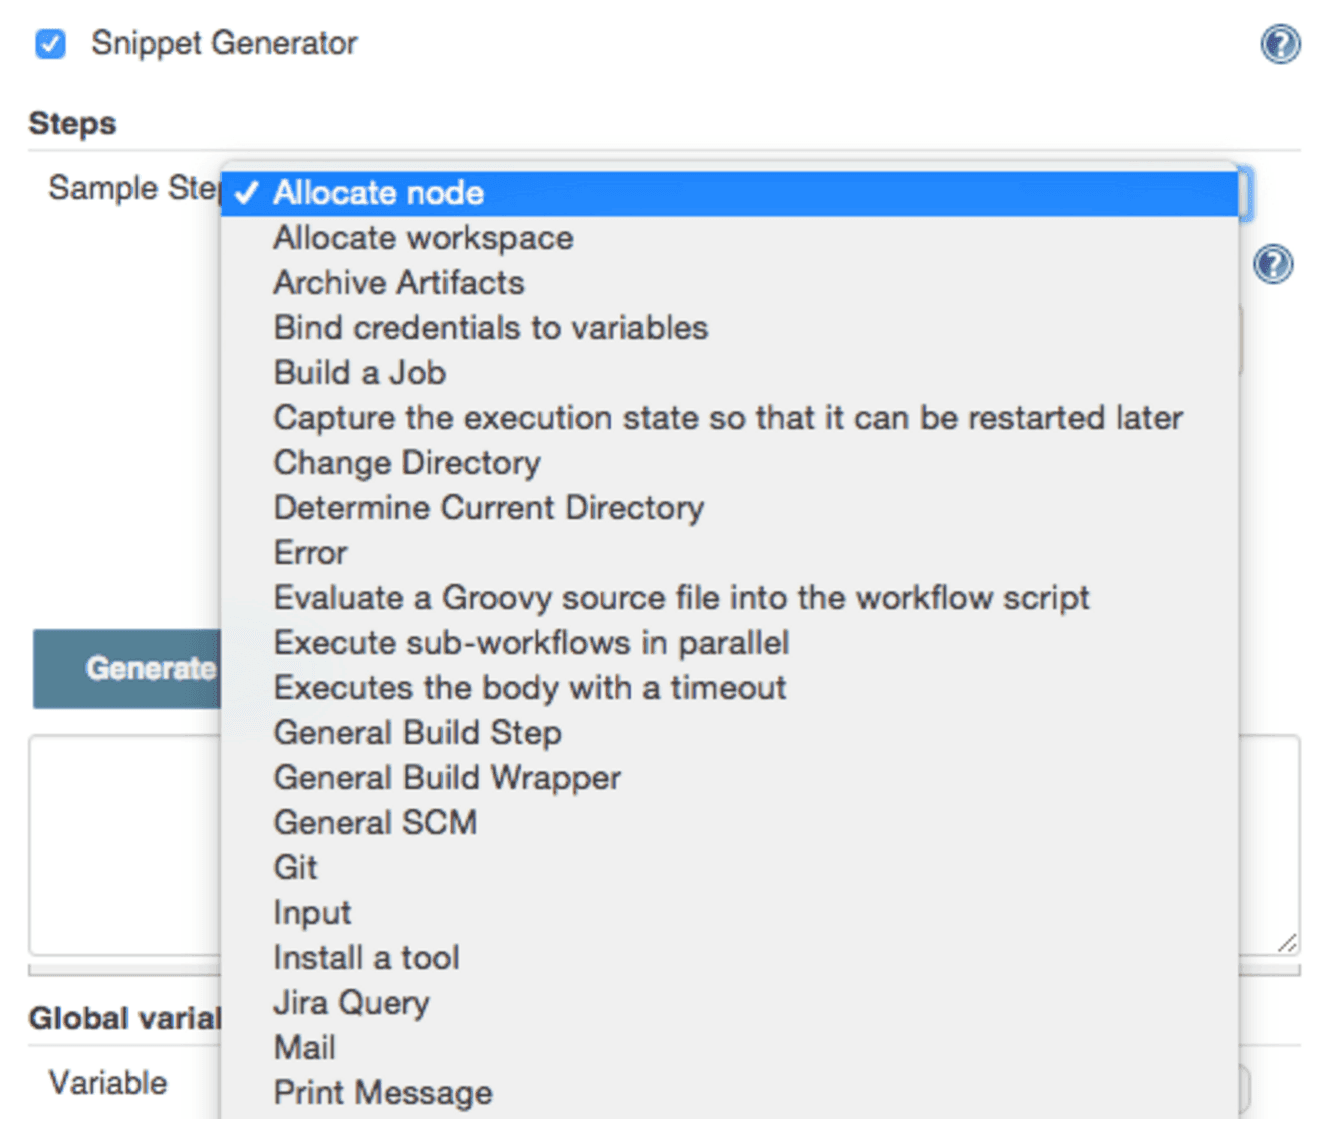 Snippet Generator
Steps
Sample Step
Allocate node
Allocate workspace
Archive Artifacts
Bind credentials to variables
Build a Job
Capture the execution state so that it can be restarted later
Change Directory
Determine Current Directory
Error
Evaluate a Groovy source file into the workflow script
Execute sub-workflows in parallel
Executes the body with a timeout
Generate
General Build Step
General Build Wrapper
General SCM
Git
Input
Install a tool
Jira Query
Mail
Print Message
Global varial
Variable